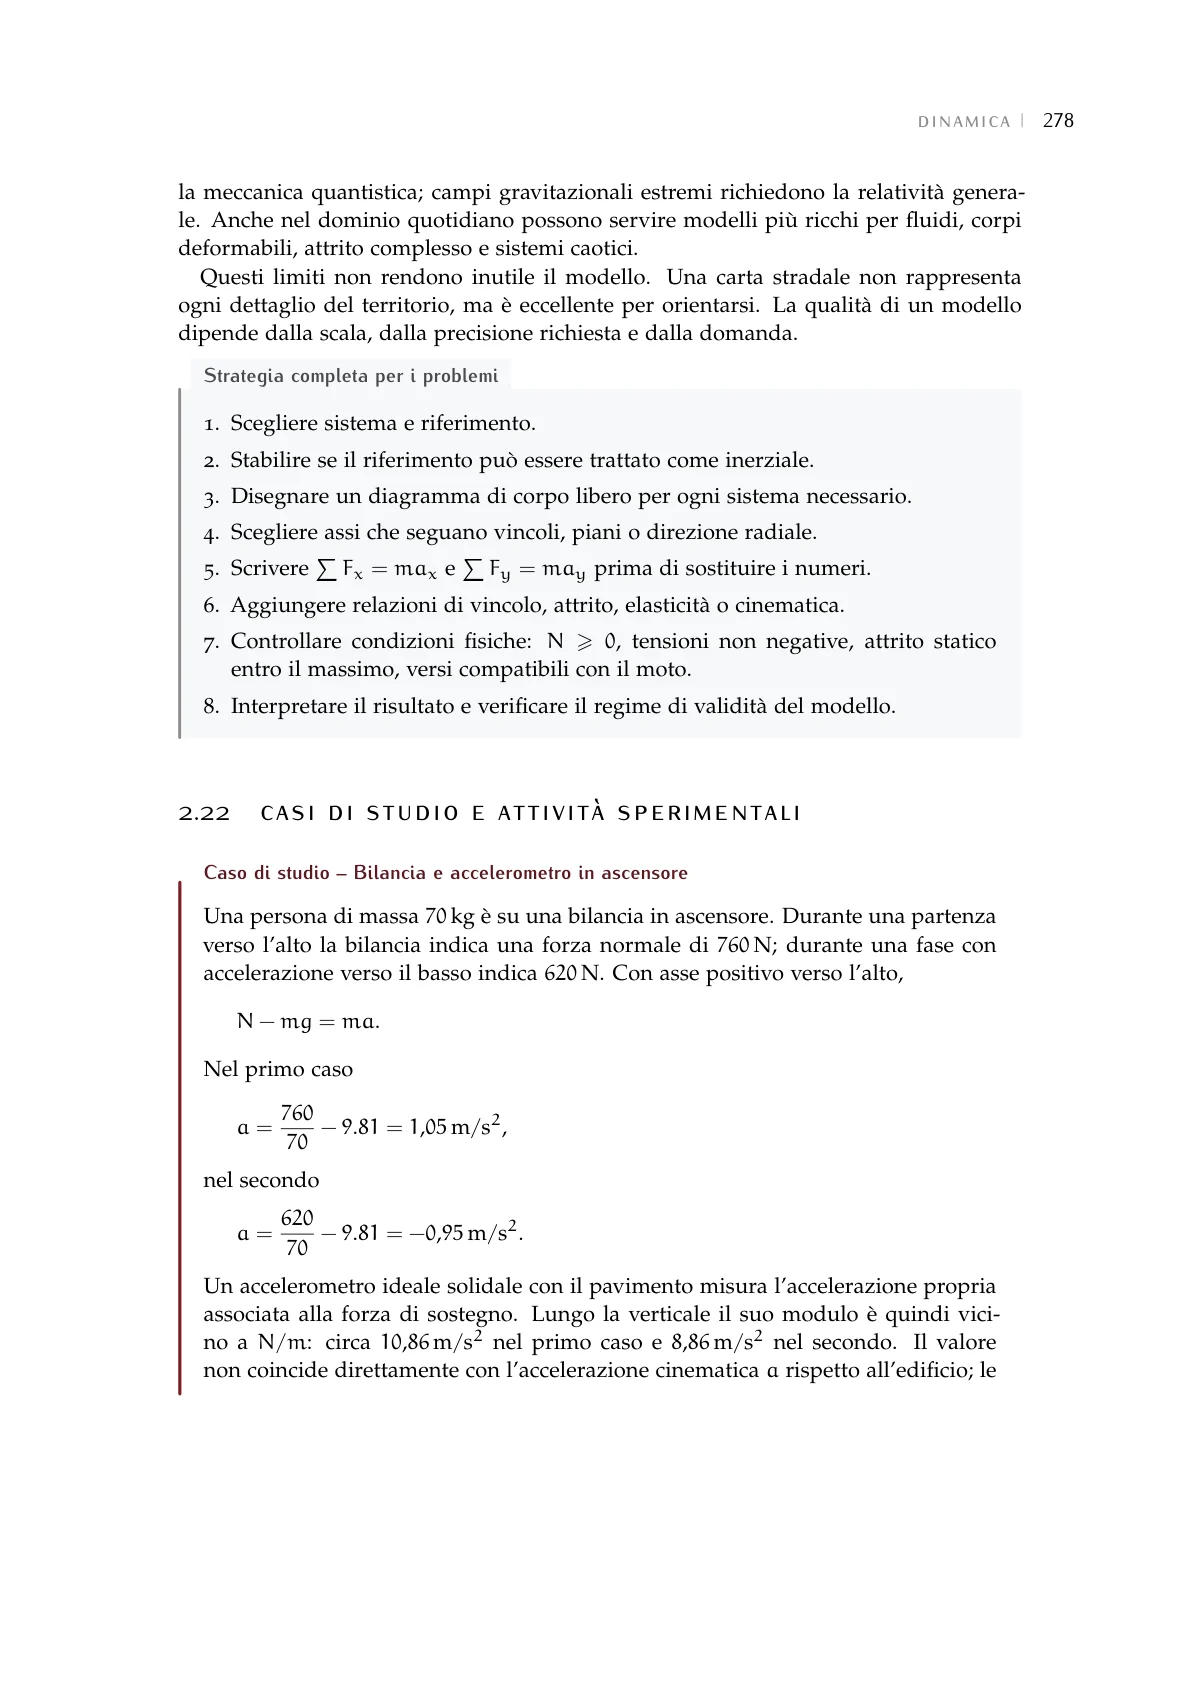 DINAMICA | 278
la meccanica quantistica; campi gravitazionali estremi richiedono la relatività genera-
le. Anche nel dominio quotidiano possono servire modelli più ricchi per fluidi, corpi
deformabili, attrito complesso e sistemi caotici.
Questi limiti non rendono inutile il modello. Una carta stradale non rappresenta
ogni dettaglio del territorio, ma è eccellente per orientarsi. La qualità di un modello
dipende dalla scala, dalla precisione richiesta e dalla domanda.
Strategia completa per i problemi
1. Scegliere sistema e riferimento.
2. Stabilire se il riferimento può essere trattato come inerziale.
3. Disegnare un diagramma di corpo libero per ogni sistema necessario.
4. Scegliere assi che seguano vincoli, piani o direzione radiale.
5. Scrivere ∑ Fₓ = maₓ e ∑ F_y = ma_y prima di sostituire i numeri.
6. Aggiungere relazioni di vincolo, attrito, elasticità o cinematica.
7. Controllare condizioni fisiche: N ⩾ 0, tensioni non negative, attrito statico
entro il massimo, versi compatibili con il moto.
8. Interpretare il risultato e verificare il regime di validità del modello.
2.22 CASI DI STUDIO E ATTIVITÀ SPERIMENTALI
Caso di studio – Bilancia e accelerometro in ascensore
Una persona di massa 70 kg è su una bilancia in ascensore. Durante una partenza
verso l'alto la bilancia indica una forza normale di 760 N; durante una fase con
accelerazione verso il basso indica 620 N. Con asse positivo verso l'alto,
N − mg = ma.
Nel primo caso
a = 760/70 − 9.81 = 1,05 m/s²,
nel secondo
a = 620/70 − 9.81 = −0,95 m/s².
Un accelerometro ideale solidale con il pavimento misura l'accelerazione propria
associata alla forza di sostegno. Lungo la verticale il suo modulo è quindi vici-
no a N/m: circa 10,86 m/s² nel primo caso e 8,86 m/s² nel secondo. Il valore
non coincide direttamente con l'accelerazione cinematica a rispetto all'edificio; le